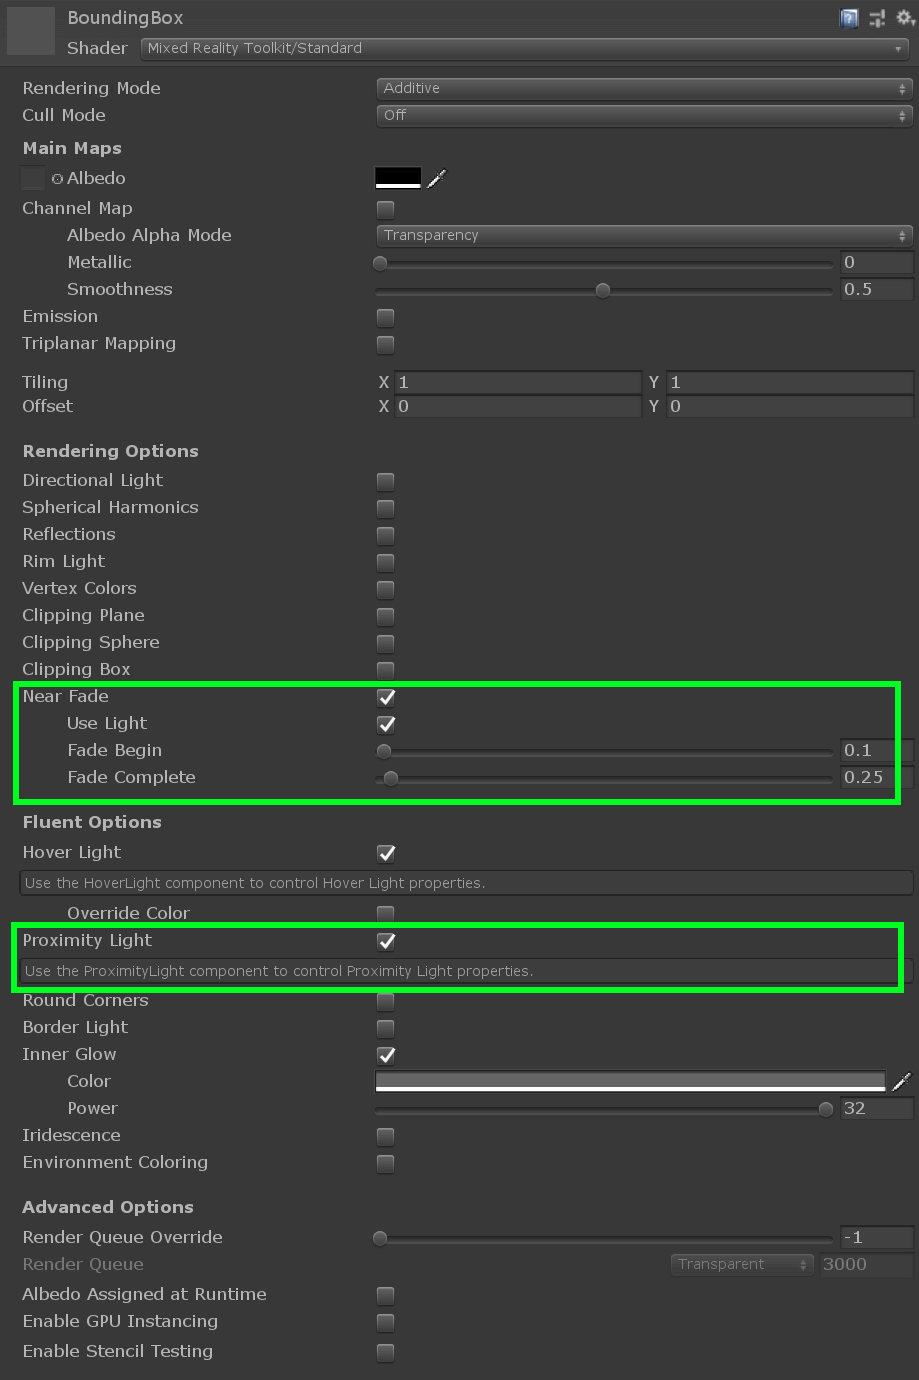 BoundingBox
Shader Mixed Reality Toolkit/Standard
Rendering Mode Additive
Cull Mode Off
Main Maps
Albedo
Channel Map
Albedo Alpha Mode Transparency
Metallic 0
Smoothness 0.5
Emission
Triplanar Mapping
Tiling X 1 Y 1
Offset X 0 Y 0
Rendering Options
Directional Light
Spherical Harmonics
Reflections
Rim Light
Vertex Colors
Clipping Plane
Clipping Sphere
Clipping Box
Near Fade
Use Light
Fade Begin 0.1
Fade Complete 0.25
Fluent Options
Hover Light
Use the HoverLight component to control Hover Light properties.
Override Color
Proximity Light
Use the ProximityLight component to control Proximity Light properties.
Round Corners
Border Light
Inner Glow
Color
Power 32
Iridescence
Environment Coloring
Advanced Options
Render Queue Override -1
Render Queue Transparent 3000
Albedo Assigned at Runtime
Enable GPU Instancing
Enable Stencil Testing